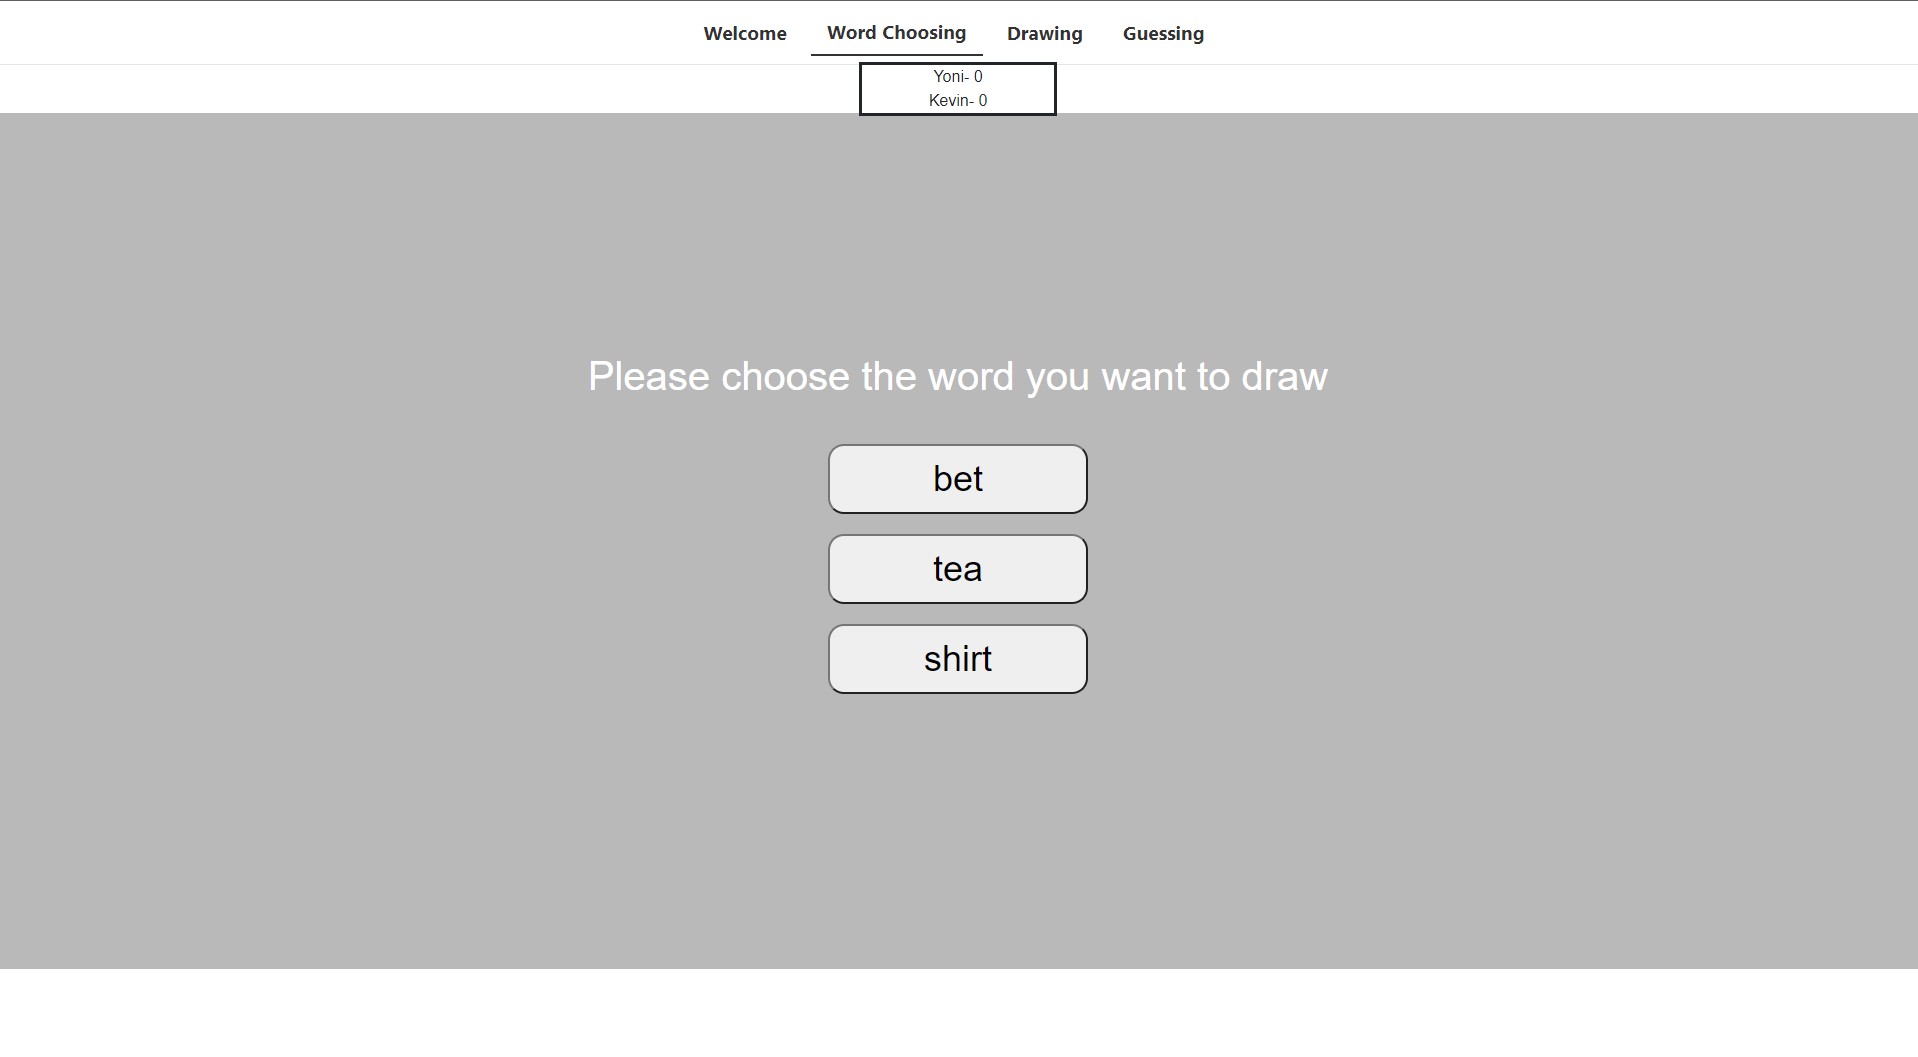 Welcome Word Choosing Drawing Guessing
Yoni- 0
Kevin- 0
Please choose the word you want to draw
bet
tea
shirt